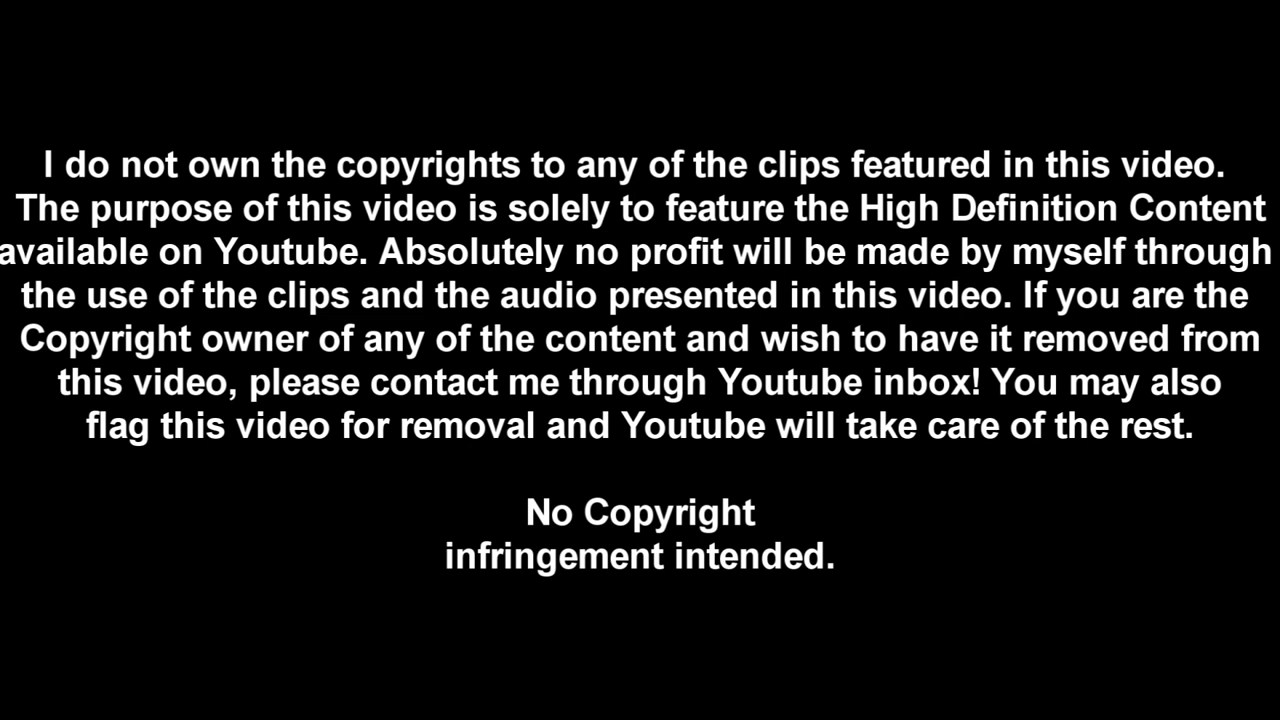 I do not own the copyrights to any of the clips featured in this video.
The purpose of this video is solely to feature the High Definition Content
available on Youtube. Absolutely no profit will be made by myself through
the use of the clips and the audio presented in this video. If you are the
Copyright owner of any of the content and wish to have it removed from
this video, please contact me through Youtube inbox! You may also
flag this video for removal and Youtube will take care of the rest.
No Copyright
infringement intended.